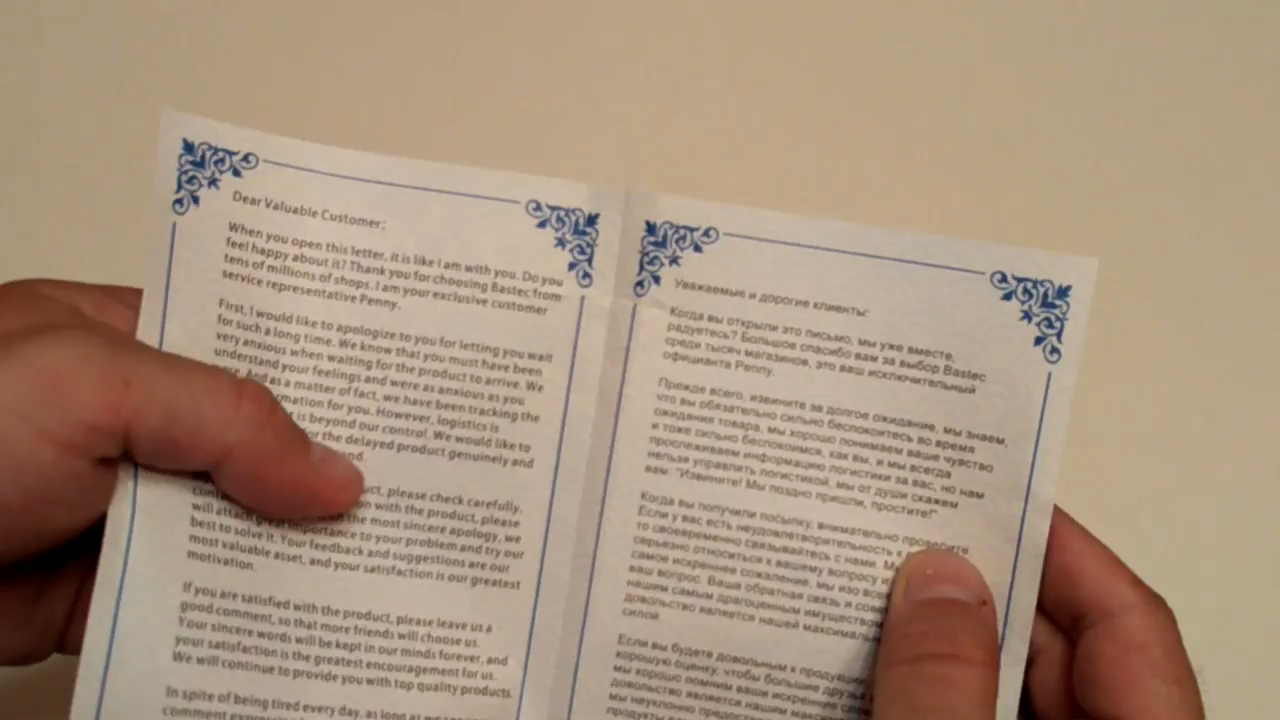 Dear Valuable Customer:
When you open this letter, it is like I am with you. Do you
feel happy about it? Thank you for choosing Bastec from
tens of millions of shops. I am your exclusive customer
service representative Penny.
First, I would like to apologize to you for letting you wait
for such a long time. We know that you must have been
very anxious when waiting for the product to arrive. We
understand your feelings and were as anxious as you
And as a matter of fact, we have been tracking the
for you. However, logistics is
is beyond our control. We would like to
for the delayed product genuinely and
please check carefully.
with the product, please
the most sincere apology, we
will attach great importance to your problem and try our
best to solve it. Your feedback and suggestions are our
most valuable asset, and your satisfaction is our greatest
motivation.
If you are satisfied with the product, please leave us a
good comment, so that more friends will choose us.
Your sincere words will be kept in our minds forever, and
your satisfaction is the greatest encouragement for us.
We will continue to provide you with top quality products
In spite of being tired every day, as long as we
comment
Уважаемые и дорогие клиенты:
Когда вы открыли это письмо, мы уже вместе,
радуетесь? Большое спасибо вам за выбор Bastec
среди тысяч магазинов, это ваш исключительный
официанта Penny.
Прежде всего, извините за долгое ожидание, мы знаем,
что вы обязательно сильно беспокоитесь во время
ожидания товара, мы хорошо понимаем ваше чувство
и тоже сильно беспокоимся, как вы, и мы всегда
прослеживаем информацию логистики за вас, но нам
нельзя управлять логистикой, мы от души скажем
вам: "Извините! Мы поздно пришли, простите!"
Когда вы получили посылку, внимательно проверите
Если у вас есть неудовлетворительность к
то своевременно связывайтесь с нами.
серьезно относиться к вашему вопросу и
самое искреннее сожаление, мы изо всех
ваш вопрос. Ваша обратная связь и
нашим самым драгоценным имуществом
довольство является нашей
силой.
Если вы будете довольным к продукции
хорошую оценку, чтобы большие друзья
мы хорошо помним ваши искренние
довольство является нашим
мы неуклонно
продукты